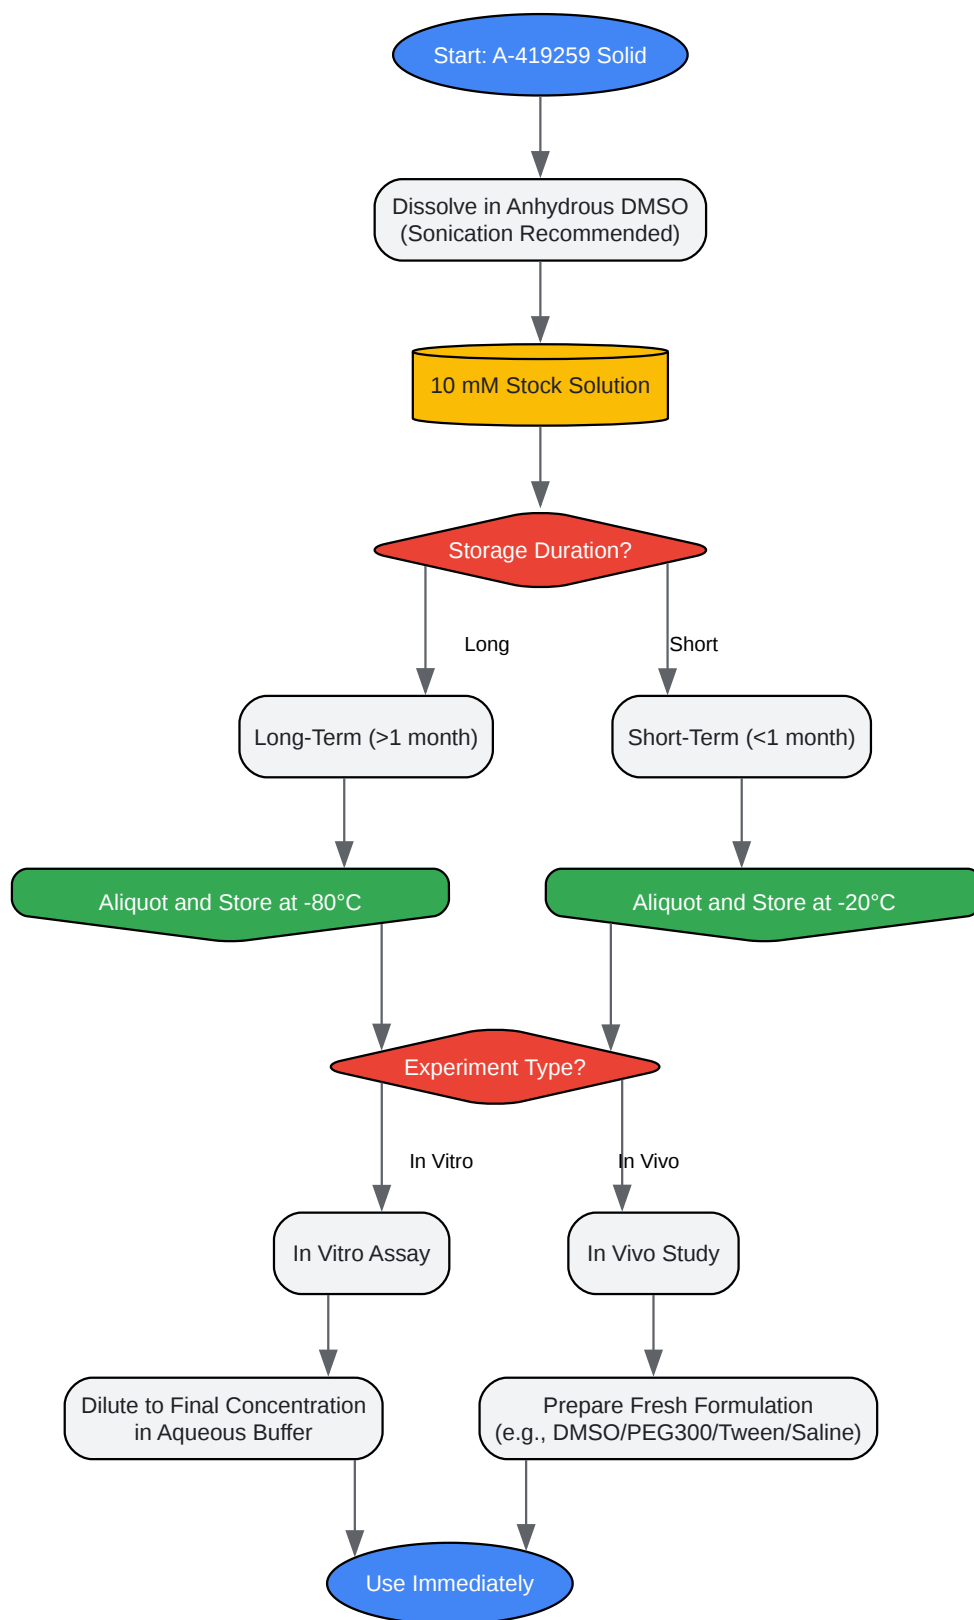 Start: A-419259 Solid
Dissolve in Anhydrous DMSO
(Sonication Recommended)
10 mM Stock Solution
Storage Duration?
Long
Short
Long-Term (>1 month)
Short-Term (<1 month)
Aliquot and Store at -80°C
Aliquot and Store at -20°C
Experiment Type?
In Vitro
In Vivo
In Vitro Assay
In Vivo Study
Dilute to Final Concentration
in Aqueous Buffer
Prepare Fresh Formulation
(e.g., DMSO/PEG300/Tween/Saline)
Use Immediately